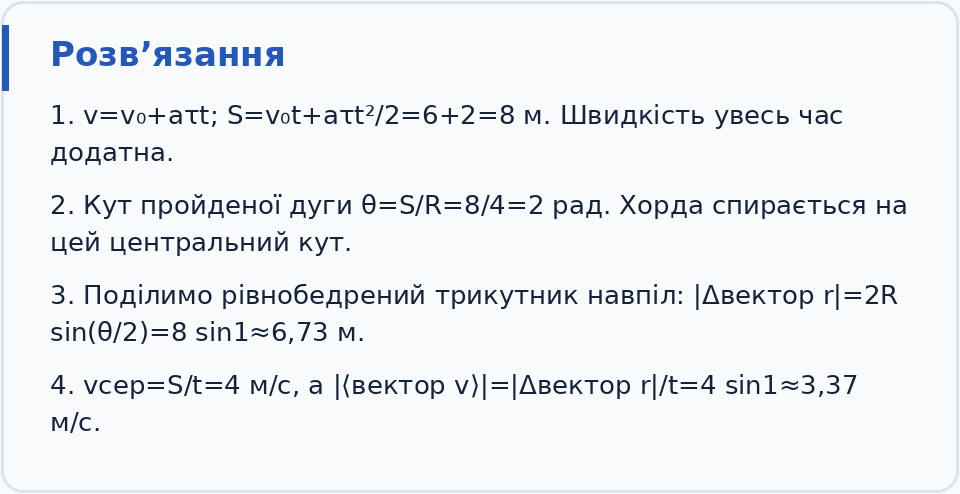 Розв’язання
1. v=v₀+aτt; S=v₀t+aτt²/2=6+2=8 м. Швидкість увесь час
додатна.
2. Кут пройденої дуги θ=S/R=8/4=2 рад. Хорда спирається на
цей центральний кут.
3. Поділимо рівнобедрений трикутник навпіл: |Δвектор r|=2R
sin(θ/2)=8 sin1≈6,73 м.
4. vсер=S/t=4 м/с, а |⟨вектор v⟩|=|Δвектор r|/t=4 sin1≈3,37
м/с.